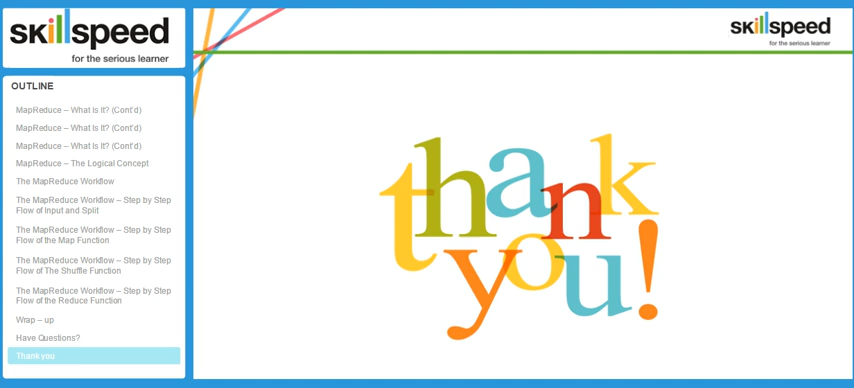 skillspeed
for the serious learner
OUTLINE
MapReduce – What is It? (Cont'd)
MapReduce – What is It? (Cont'd)
MapReduce – What is It? (Cont'd)
MapReduce – The Logical Concept
The MapReduce Workflow
The MapReduce Workflow – Step by Step
Flow of Input and Split
The MapReduce Workflow – Step by Step
Flow of the Map Function
The MapReduce Workflow – Step by Step
Flow of The Shuffle Function
The MapReduce Workflow – Step by Step
Flow of the Reduce Function
Wrap – up
Have Questions?
Thank you
skillspeed
for the serious learner
thank
you!